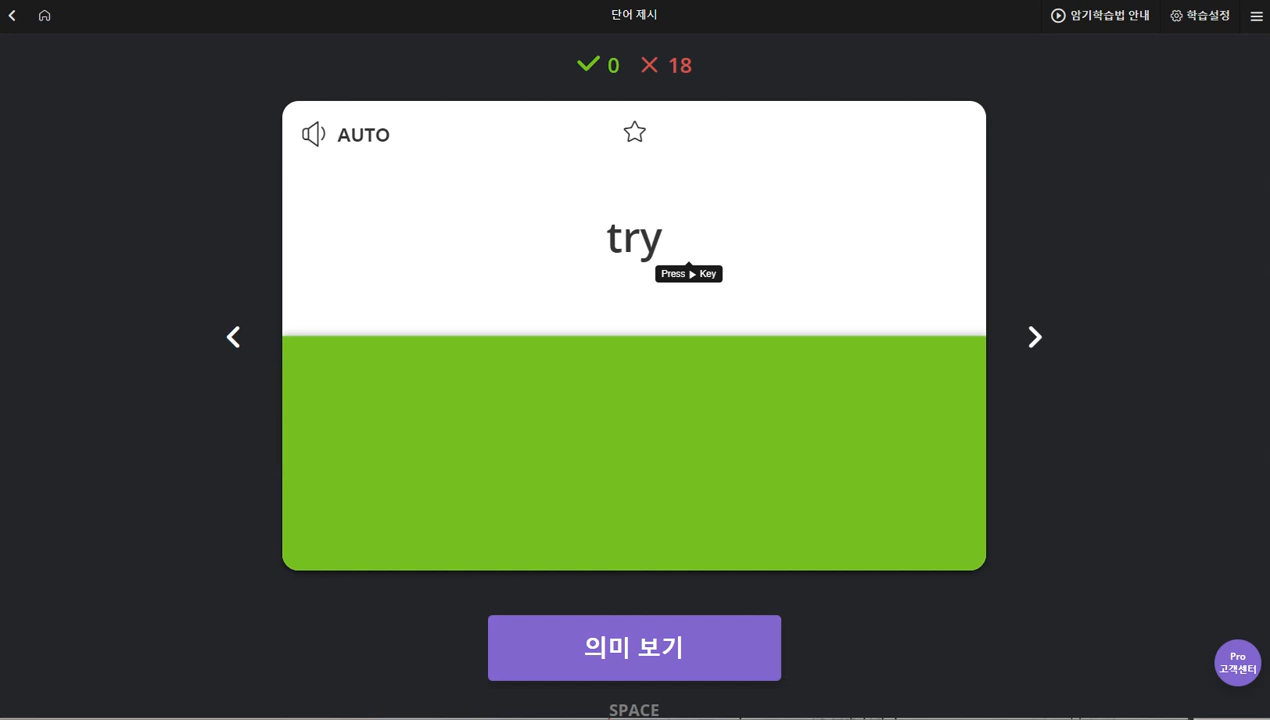 단어 제시
암기학습법 안내
학습설정
0
18
AUTO
try
Press ▶ Key
의미 보기
SPACE
Pro
고객센터